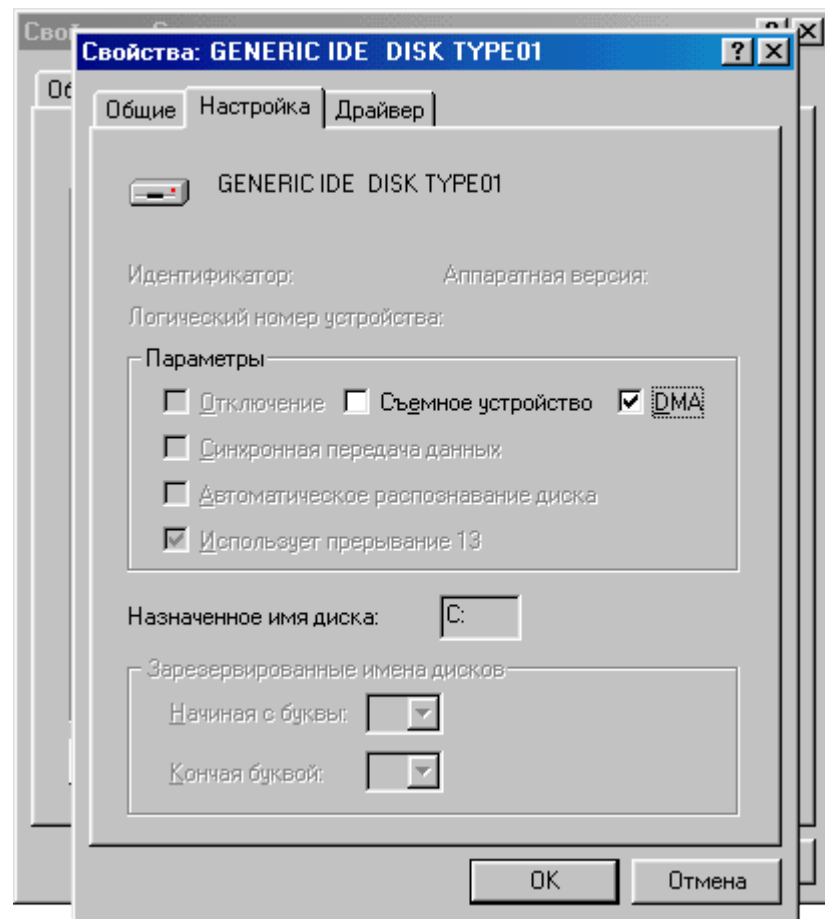 Свойства: GENERIC IDE DISK TYPE01
Общие Настройка Драйвер
GENERIC IDE DISK TYPE01
Идентификатор: Аппаратная версия:
Логический номер устройства:
Параметры
Отключение Съемное устройство DMA
Синхронная передача данных
Автоматическое распознавание диска
Использует прерывание 13
Назначенное имя диска: C:
Зарезервированные имена дисков
Начиная с буквы:
Кончая буквой:
OK Отмена